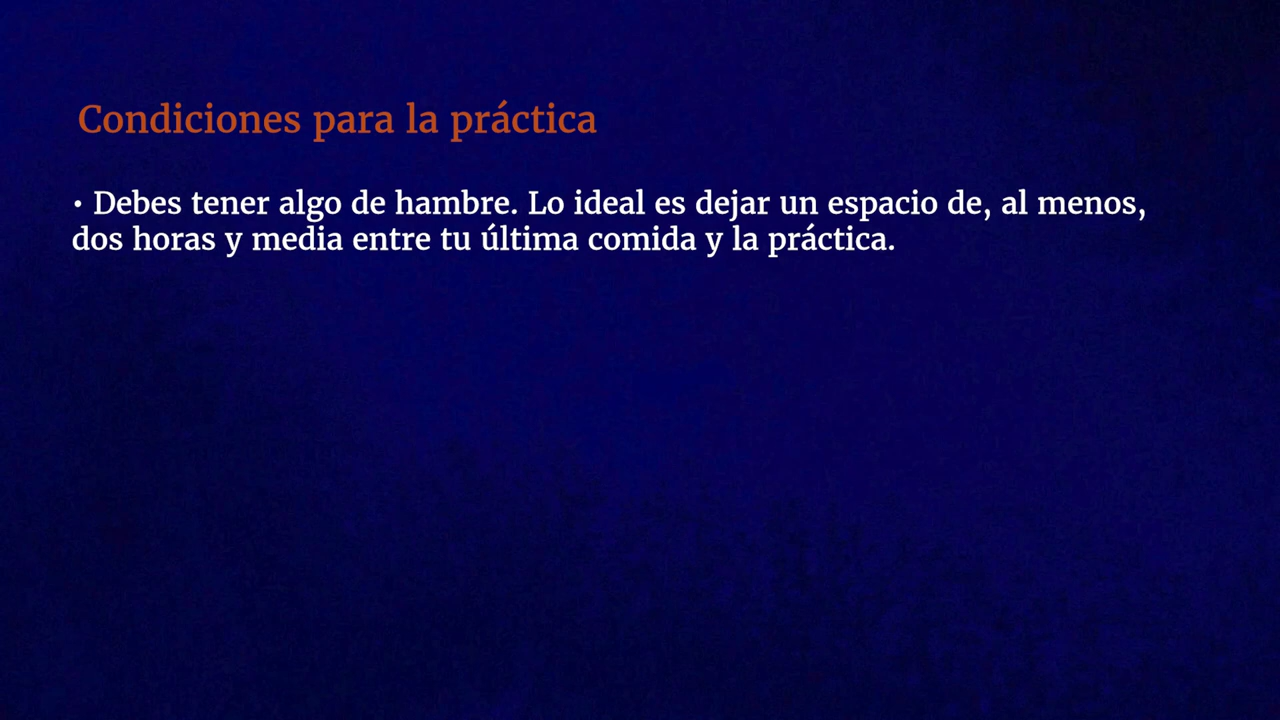 Condiciones para la práctica
• Debes tener algo de hambre. Lo ideal es dejar un espacio de, al menos,
dos horas y media entre tu última comida y la práctica.